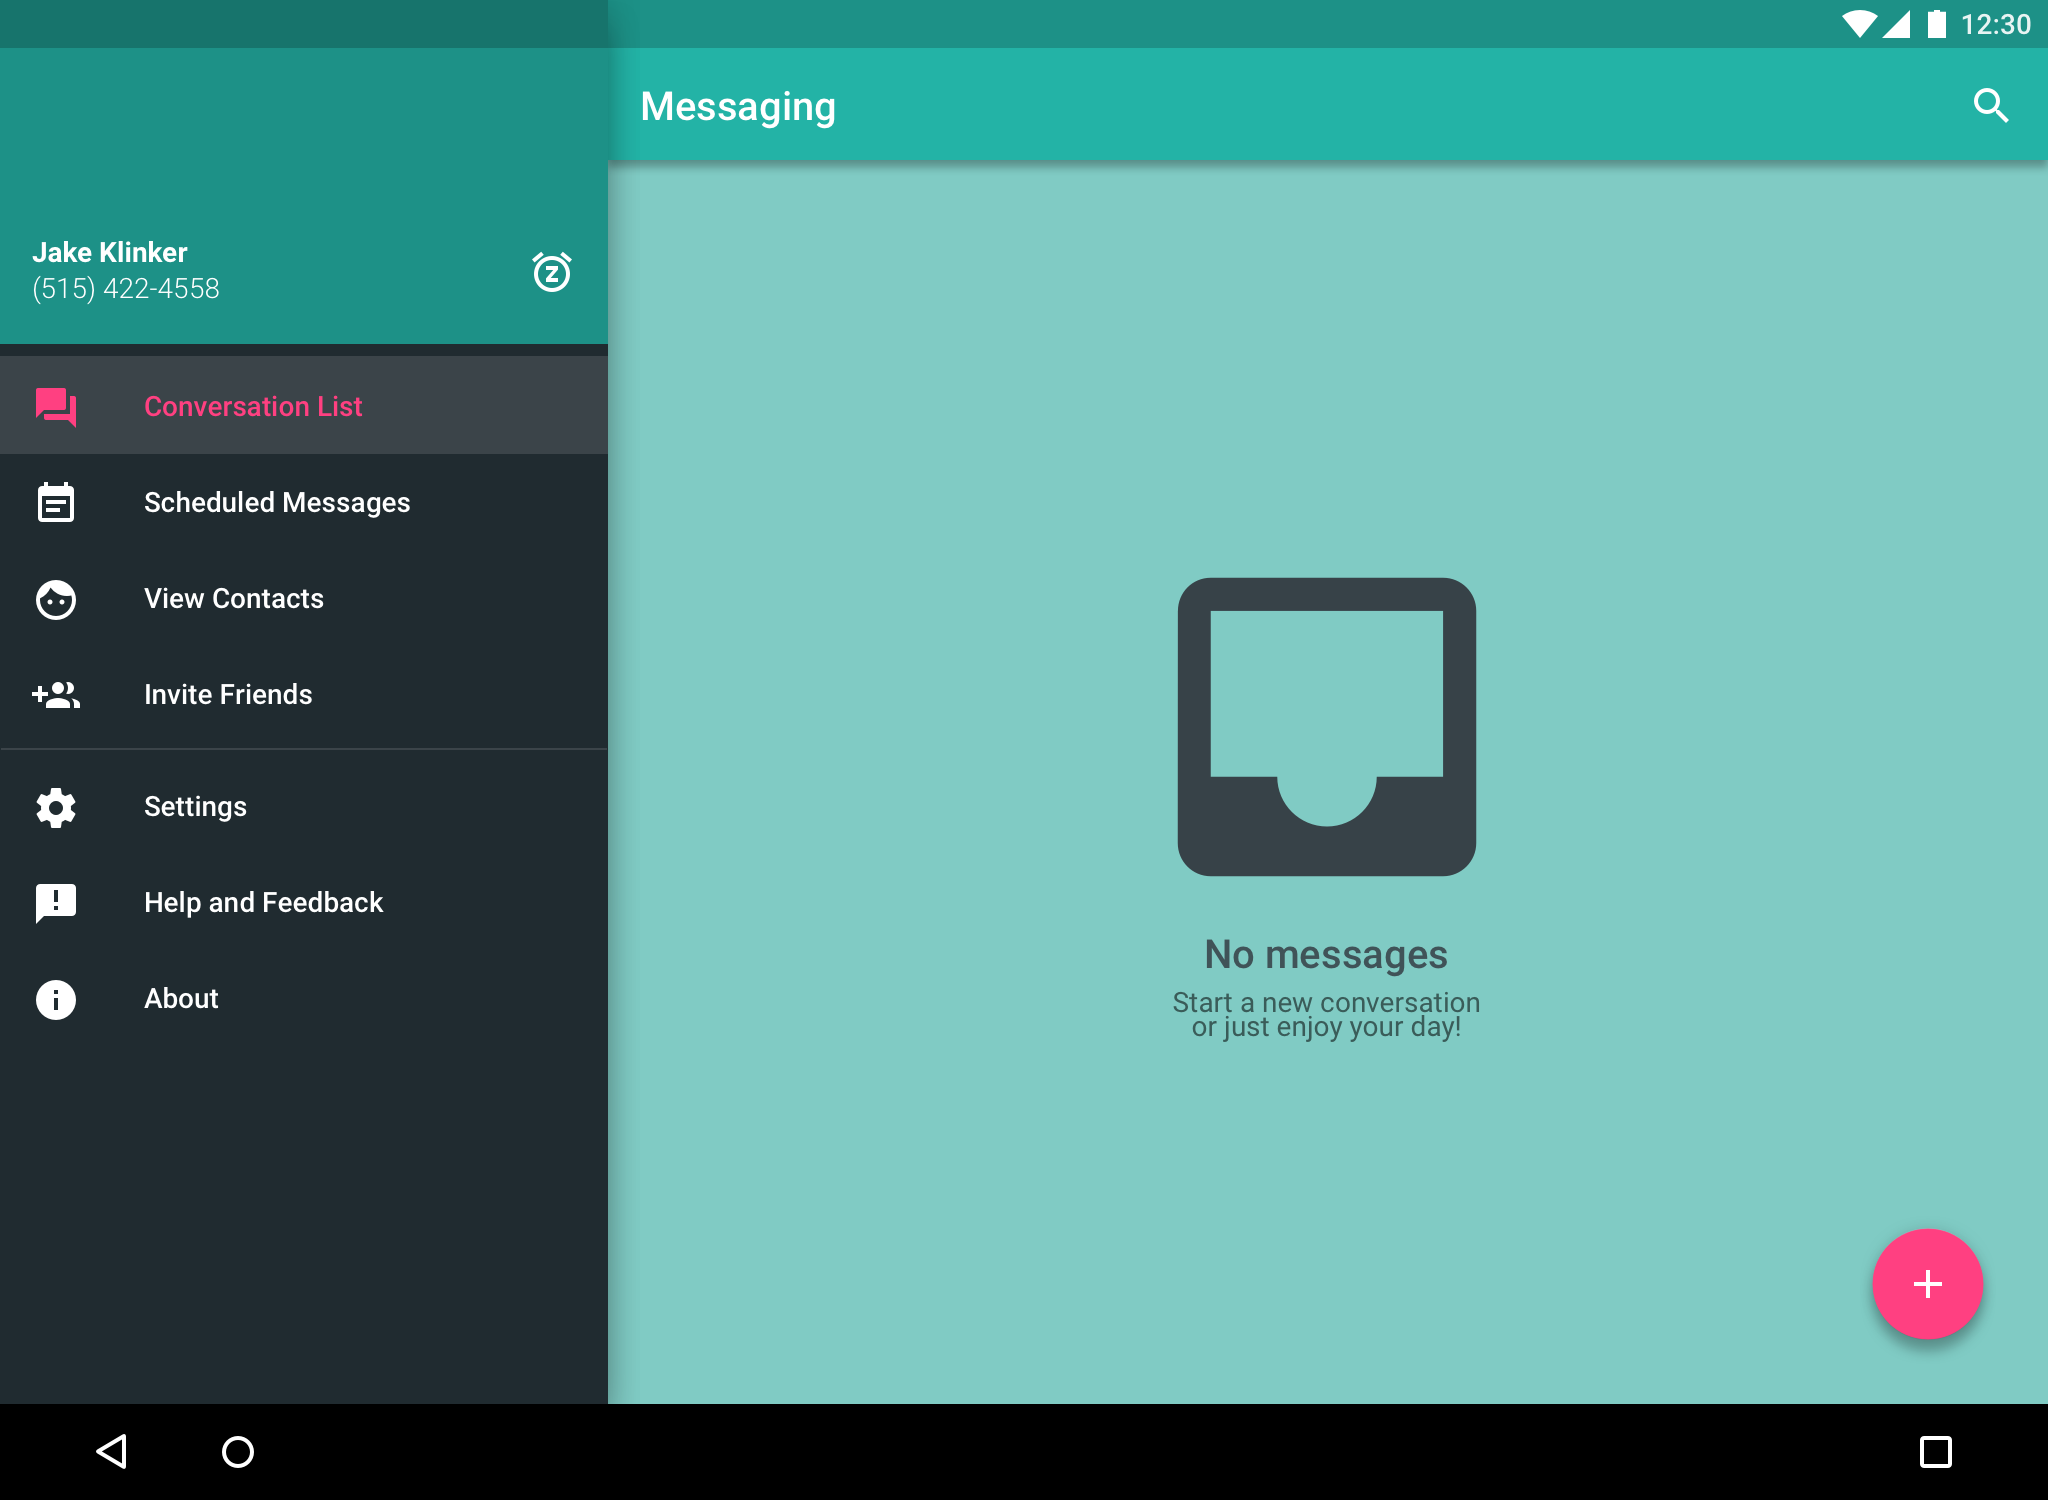 12:30
Messaging
Jake Klinker
(515) 422-4558
Conversation List
Scheduled Messages
View Contacts
Invite Friends
Settings
Help and Feedback
About
No messages
Start a new conversation
or just enjoy your day!